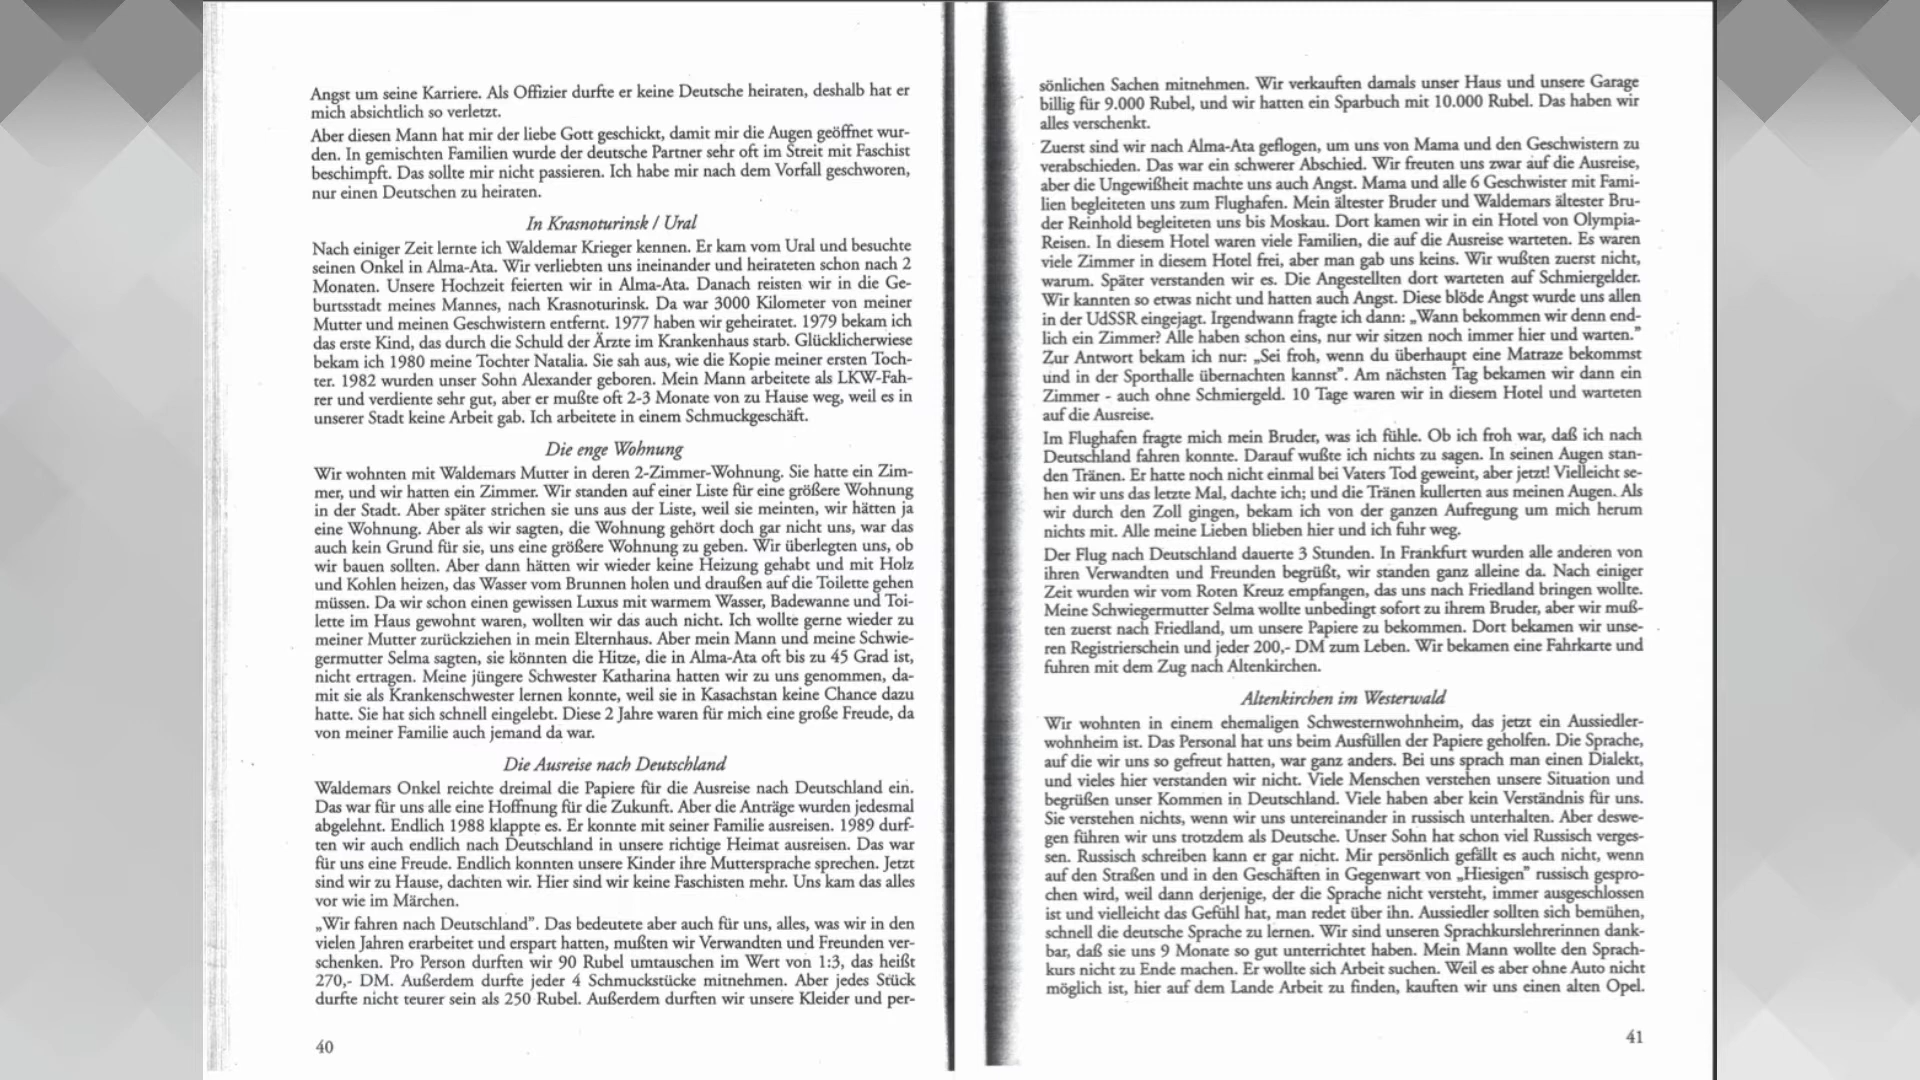 Angst um seine Karriere. Als Offizier durfte er keine Deutsche heiraten, deshalb hat er
mich absichtlich so verletzt.
Aber diesen Mann hat mir der liebe Gott geschickt, damit mir die Augen geöffnet wur-
den. In gemischten Familien wurde der deutsche Partner sehr oft im Streit mit Faschist
beschimpft. Das sollte mir nicht passieren. Ich habe mir nach dem Vorfall geschworen,
nur einen Deutschen zu heiraten.
In Krasnoturinsk / Ural
Nach einiger Zeit lernte ich Waldemar Krieger kennen. Er kam vom Ural und besuchte
seinen Onkel in Alma-Ata. Wir verliebten uns ineinander und heirateten schon nach 2
Monaten. Unsere Hochzeit feierten wir in Alma-Ata. Danach reisten wir in die Ge-
burtsstadt meines Mannes, nach Krasnoturinsk. Da war 3000 Kilometer von meiner
Mutter und meinen Geschwistern entfernt. 1977 haben wir geheiratet. 1979 bekam ich
das erste Kind, das durch die Schuld der Ärzte im Krankenhaus starb. Glücklicherwiese
bekam ich 1980 meine Tochter Natalia. Sie sah aus, wie die Kopie meiner ersten Toch-
ter. 1982 wurden unser Sohn Alexander geboren. Mein Mann arbeitete als LKW-Fah-
rer und verdiente sehr gut, aber er mußte oft 2-3 Monate von zu Hause weg, weil es in
unserer Stadt keine Arbeit gab. Ich arbeitete in einem Schmuckgeschäft.
Die enge Wohnung
Wir wohnten mit Waldemars Mutter in deren 2-Zimmer-Wohnung. Sie hatte ein Zim-
mer, und wir hatten ein Zimmer. Wir standen auf einer Liste für eine größere Wohnung
in der Stadt. Aber später strichen sie uns aus der Liste, weil sie meinten, wir hätten ja
eine Wohnung. Aber als wir sagten, die Wohnung gehört doch gar nicht uns, war das
auch kein Grund für sie, uns eine größere Wohnung zu geben. Wir überlegten uns, ob
wir bauen sollten. Aber dann hätten wir wieder keine Heizung gehabt und mit Holz
und Kohlen heizen, das Wasser vom Brunnen holen und draußen auf die Toilette gehen
müssen. Da wir schon einen gewissen Luxus mit warmem Wasser, Badewanne und Toi-
lette im Haus gewohnt waren, wollten wir das auch nicht. Ich wollte gerne wieder zu
meiner Mutter zurückziehen in mein Elternhaus. Aber mein Mann und meine Schwie-
germutter Selma sagten, sie könnten die Hitze, die in Alma-Ata oft bis zu 45 Grad ist,
nicht ertragen. Meine jüngere Schwester Katharina hatten wir zu uns genommen, da-
mit sie als Krankenschwester lernen konnte, weil sie in Kasachstan keine Chance dazu
hatte. Sie hat sich schnell eingelebt. Diese 2 Jahre waren für mich eine große Freude, da
von meiner Familie auch jemand da war.
Die Ausreise nach Deutschland
Waldemars Onkel reichte dreimal die Papiere für die Ausreise nach Deutschland ein.
Das war für uns alle eine Hoffnung für die Zukunft. Aber die Anträge wurden jedesmal
abgelehnt. Endlich 1988 klappte es. Er konnte mit seiner Familie ausreisen. 1989 durf-
ten wir auch endlich nach Deutschland in unsere richtige Heimat ausreisen. Das war
für uns eine Freude. Endlich konnten unsere Kinder ihre Muttersprache sprechen. Jetzt
sind wir zu Hause, dachten wir. Hier sind wir keine Faschisten mehr. Uns kam das alles
vor wie im Märchen.
„Wir fahren nach Deutschland”. Das bedeutete aber auch für uns, alles, was wir in den
vielen Jahren erarbeitet und erspart hatten, mußten wir Verwandten und Freunden ver-
schenken. Pro Person durften wir 90 Rubel umtauschen im Wert von 1:3, das heißt
270,- DM. Außerdem durfte jeder 4 Schmuckstücke mitnehmen. Aber jedes Stück
durfte nicht teurer sein als 250 Rubel. Außerdem durften wir unsere Kleider und per-
40
sönlichen Sachen mitnehmen. Wir verkauften damals unser Haus und unsere Garage
billig für 9.000 Rubel, und wir hatten ein Sparbuch mit 10.000 Rubel. Das haben wir
alles verschenkt.
Zuerst sind wir nach Alma-Ata geflogen, um uns von Mama und den Geschwistern zu
verabschieden. Das war ein schwerer Abschied. Wir freuten uns zwar auf die Ausreise,
aber die Ungewißheit machte uns auch Angst. Mama und alle 6 Geschwister mit Fami-
lien begleiteten uns zum Flughafen. Mein ältester Bruder und Waldemars ältester Bru-
der Reinhold begleiteten uns bis Moskau. Dort kamen wir in ein Hotel von Olympia-
Reisen. In diesem Hotel waren viele Familien, die auf die Ausreise warteten. Es waren
viele Zimmer in diesem Hotel frei, aber man gab uns keins. Wir wußten zuerst nicht,
warum. Später verstanden wir es. Die Angestellten dort warteten auf Schmiergelder.
Wir kannten so etwas nicht und hatten auch Angst. Diese blöde Angst wurde uns allen
in der UdSSR eingejagt. Irgendwann fragte ich dann: „Wann bekommen wir denn end-
lich ein Zimmer? Alle haben schon eins, nur wir sitzen noch immer hier und warten.”
Zur Antwort bekam ich nur: „Sei froh, wenn du überhaupt eine Matraze bekommst
und in der Sporthalle übernachten kannst”. Am nächsten Tag bekamen wir dann ein
Zimmer - auch ohne Schmiergeld. 10 Tage waren wir in diesem Hotel und warteten
auf die Ausreise.
Im Flughafen fragte mich mein Bruder, was ich fühle. Ob ich froh war, daß ich nach
Deutschland fahren konnte. Darauf wußte ich nichts zu sagen. In seinen Augen stan-
den Tränen. Er hatte noch nicht einmal bei Vaters Tod geweint, aber jetzt! Vielleicht se-
hen wir uns das letzte Mal, dachte ich; und die Tränen kullerten aus meinen Augen. Als
wir durch den Zoll gingen, bekam ich von der ganzen Aufregung um mich herum
nichts mit. Alle meine Lieben blieben hier und ich fuhr weg.
Der Flug nach Deutschland dauerte 3 Stunden. In Frankfurt wurden alle anderen von
ihren Verwandten und Freunden begrüßt, wir standen ganz alleine da. Nach einiger
Zeit wurden wir vom Roten Kreuz empfangen, das uns nach Friedland bringen wollte.
Meine Schwiegermutter Selma wollte unbedingt sofort zu ihrem Bruder, aber wir muß-
ten zuerst nach Friedland, um unsere Papiere zu bekommen. Dort bekamen wir unse-
ren Registrierschein und jeder 200,- DM zum Leben. Wir bekamen eine Fahrkarte und
fuhren mit dem Zug nach Altenkirchen.
Altenkirchen im Westerwald
Wir wohnten in einem ehemaligen Schwesternwohnheim, das jetzt ein Aussiedler-
wohnheim ist. Das Personal hat uns beim Ausfüllen der Papiere geholfen. Die Sprache,
auf die wir uns so gefreut hatten, war ganz anders. Bei uns sprach man einen Dialekt,
und vieles hier verstanden wir nicht. Viele Menschen verstehen unsere Situation und
begrüßen unser Kommen in Deutschland. Viele haben aber kein Verständnis für uns.
Sie verstehen nichts, wenn wir uns untereinander in russisch unterhalten. Aber deswe-
gen führen wir uns trotzdem als Deutsche. Unser Sohn hat schon viel Russisch verges-
sen. Russisch schreiben kann er gar nicht. Mir persönlich gefällt es auch nicht, wenn
auf den Straßen und in den Geschäften in Gegenwart von „Hiesigen” russisch gespro-
chen wird, weil dann derjenige, der die Sprache nicht versteht, immer ausgeschlossen
ist und vielleicht das Gefühl hat, man redet über ihn. Aussiedler sollten sich bemühen,
schnell die deutsche Sprache zu lernen. Wir sind unseren Sprachkurslehrerinnen dank-
bar, daß sie uns 9 Monate so gut unterrichtet haben. Mein Mann wollte den Sprach-
kurs nicht zu Ende machen. Er wollte sich Arbeit suchen. Weil es aber ohne Auto nicht
möglich ist, hier auf dem Lande Arbeit zu finden, kauften wir uns einen alten Opel.
41